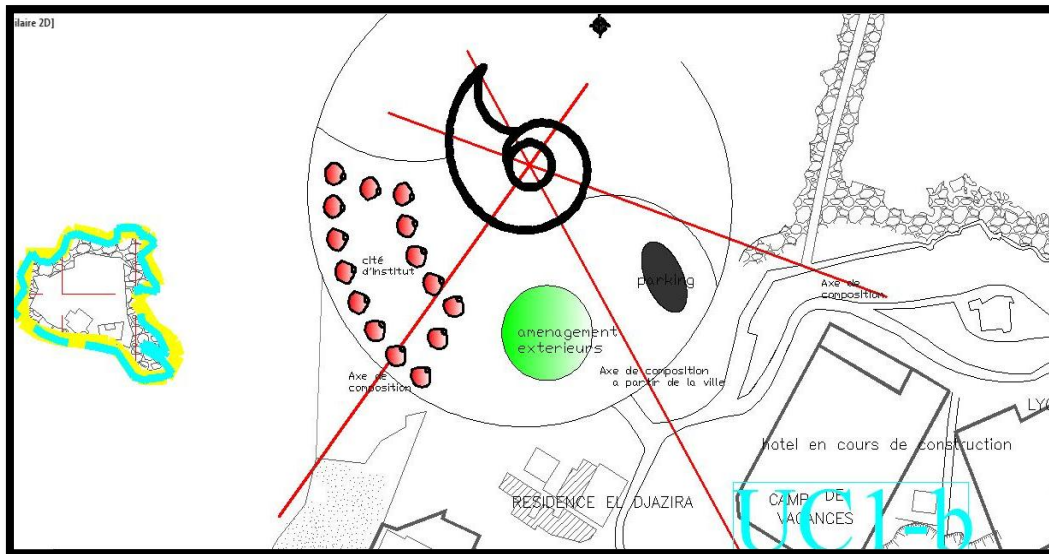 ilaire 2D]
cité
d'institut
parking
Axe de
composition
amenagement
exterieurs
Axe de
composition
Axe de composition
a partir de la ville
LYC
hotel en cours de construction
RESIDENCE EL DJAZIRA
CAMP DE
VACANCES
UC1-b